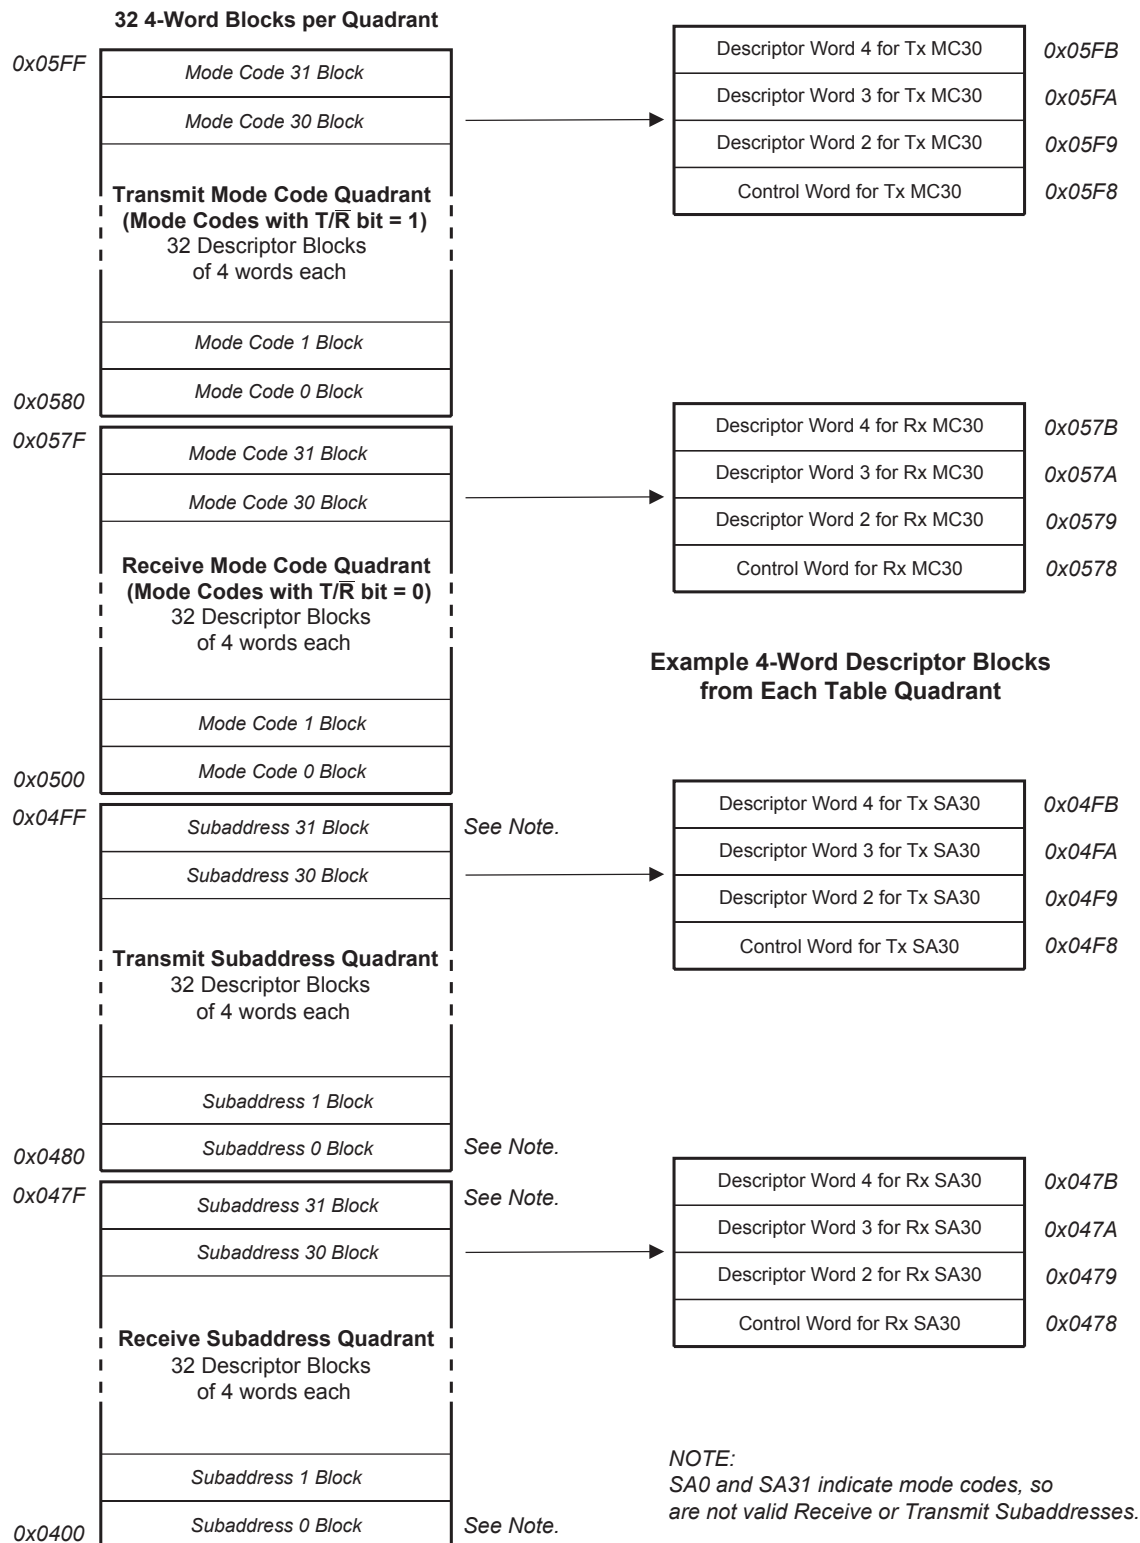 32 4-Word Blocks per Quadrant
0x05FF
Mode Code 31 Block
Mode Code 30 Block
Transmit Mode Code Quadrant
(Mode Codes with T/R̅ bit = 1)
32 Descriptor Blocks
of 4 words each
Mode Code 1 Block
Mode Code 0 Block
0x0580
Descriptor Word 4 for Tx MC30 0x05FB
Descriptor Word 3 for Tx MC30 0x05FA
Descriptor Word 2 for Tx MC30 0x05F9
Control Word for Tx MC30 0x05F8
0x057F
Mode Code 31 Block
Mode Code 30 Block
Receive Mode Code Quadrant
(Mode Codes with T/R̅ bit = 0)
32 Descriptor Blocks
of 4 words each
Mode Code 1 Block
Mode Code 0 Block
0x0500
Descriptor Word 4 for Rx MC30 0x057B
Descriptor Word 3 for Rx MC30 0x057A
Descriptor Word 2 for Rx MC30 0x0579
Control Word for Rx MC30 0x0578
Example 4-Word Descriptor Blocks
from Each Table Quadrant
0x04FF
Subaddress 31 Block See Note.
Subaddress 30 Block
Transmit Subaddress Quadrant
32 Descriptor Blocks
of 4 words each
Subaddress 1 Block
Subaddress 0 Block See Note.
0x0480
Descriptor Word 4 for Tx SA30 0x04FB
Descriptor Word 3 for Tx SA30 0x04FA
Descriptor Word 2 for Tx SA30 0x04F9
Control Word for Tx SA30 0x04F8
0x047F
Subaddress 31 Block See Note.
Subaddress 30 Block
Receive Subaddress Quadrant
32 Descriptor Blocks
of 4 words each
Subaddress 1 Block
Subaddress 0 Block See Note.
0x0400
Descriptor Word 4 for Rx SA30 0x047B
Descriptor Word 3 for Rx SA30 0x047A
Descriptor Word 2 for Rx SA30 0x0479
Control Word for Rx SA30 0x0478
NOTE:
SA0 and SA31 indicate mode codes, so
are not valid Receive or Transmit Subaddresses.